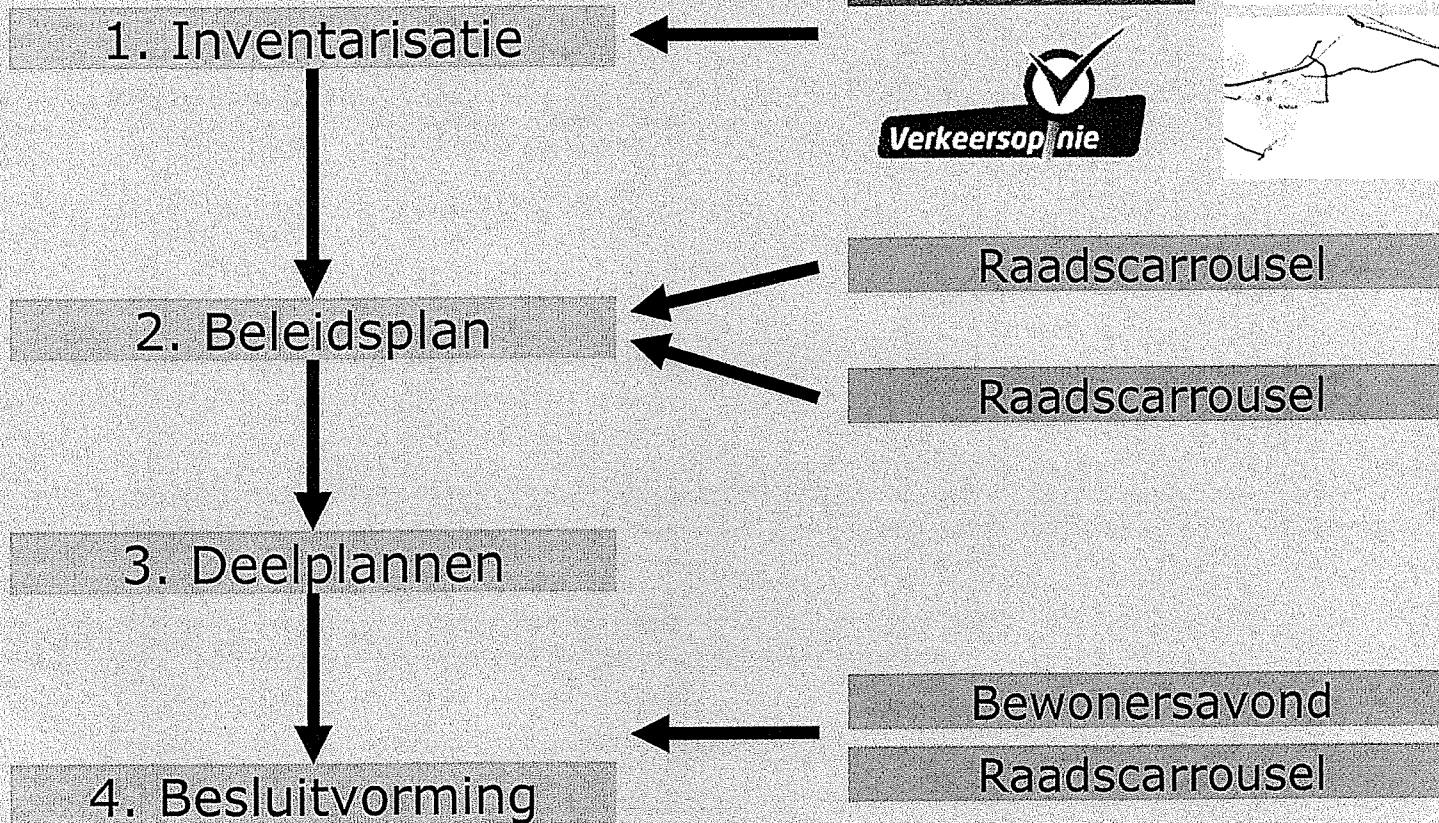 1. Inventarisatie
Verkeersopinie
Raadscarrousel
2. Beleidsplan
Raadscarrousel
3. Deelplannen
Bewonersavond
4. Besluitvorming
Raadscarrousel